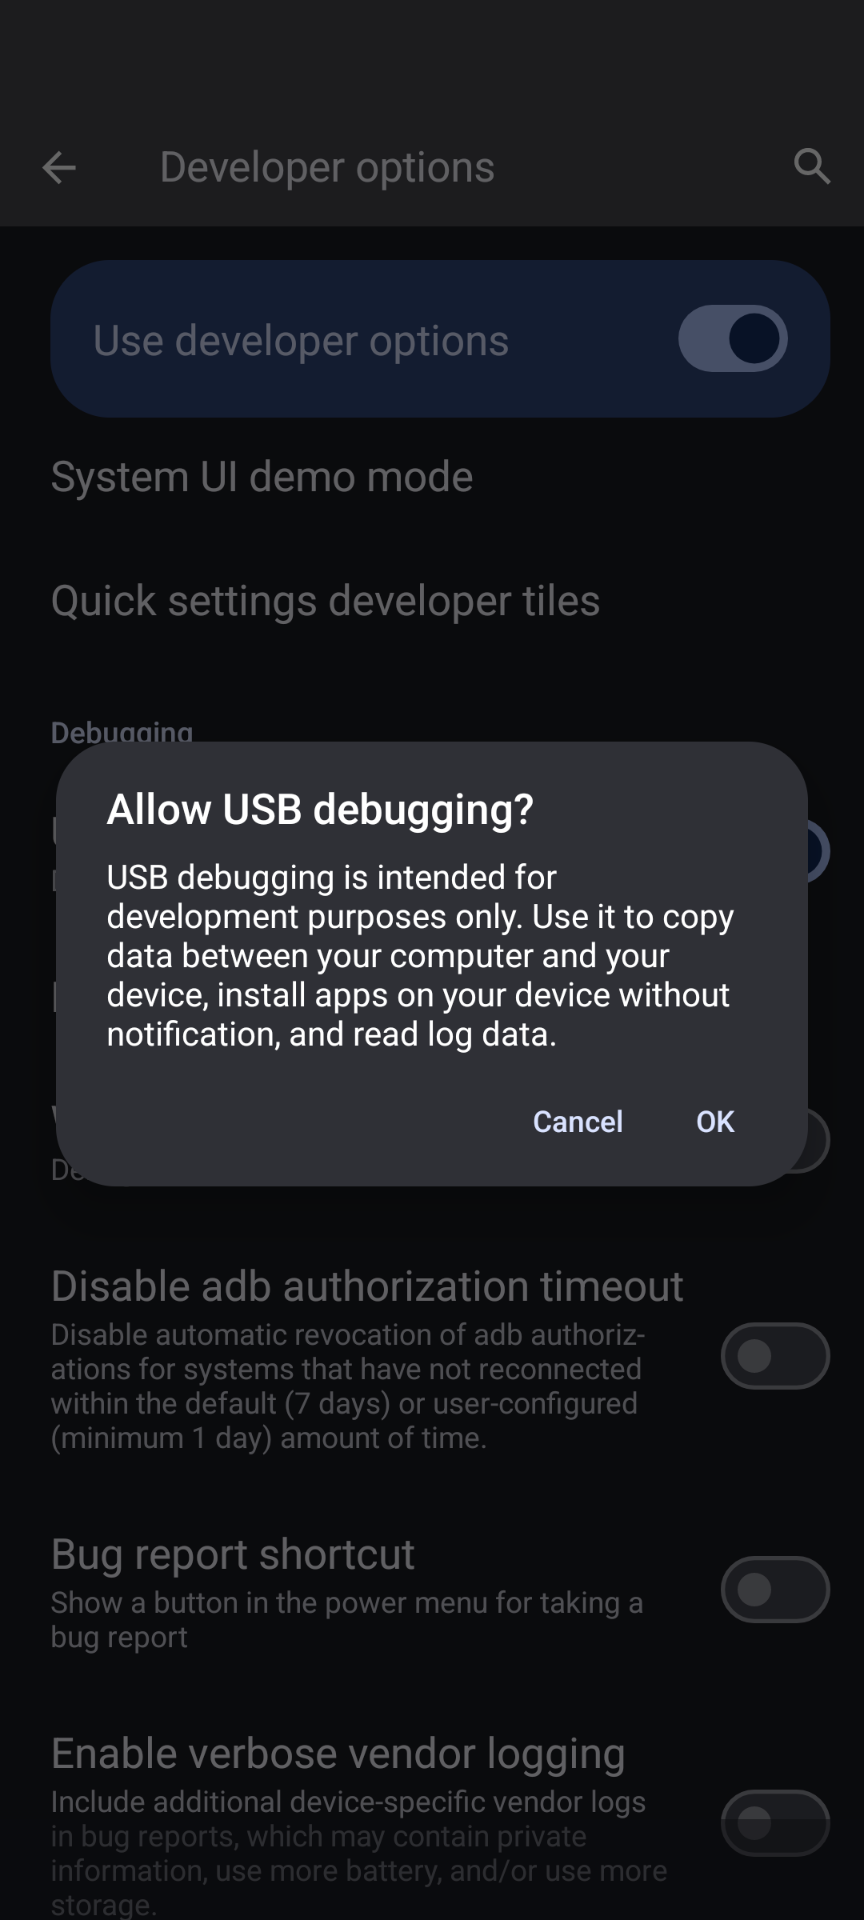 Developer options
Use developer options
System UI demo mode
Quick settings developer tiles
Debugging
Allow USB debugging?
USB debugging is intended for
development purposes only. Use it to copy
data between your computer and your
device, install apps on your device without
notification, and read log data.
Cancel OK
Disable adb authorization timeout
Disable automatic revocation of adb authoriz-
ations for systems that have not reconnected
within the default (7 days) or user-configured
(minimum 1 day) amount of time.
Bug report shortcut
Show a button in the power menu for taking a
bug report
Enable verbose vendor logging
Include additional device-specific vendor logs
in bug reports, which may contain private
information, use more battery, and/or use more
storage.